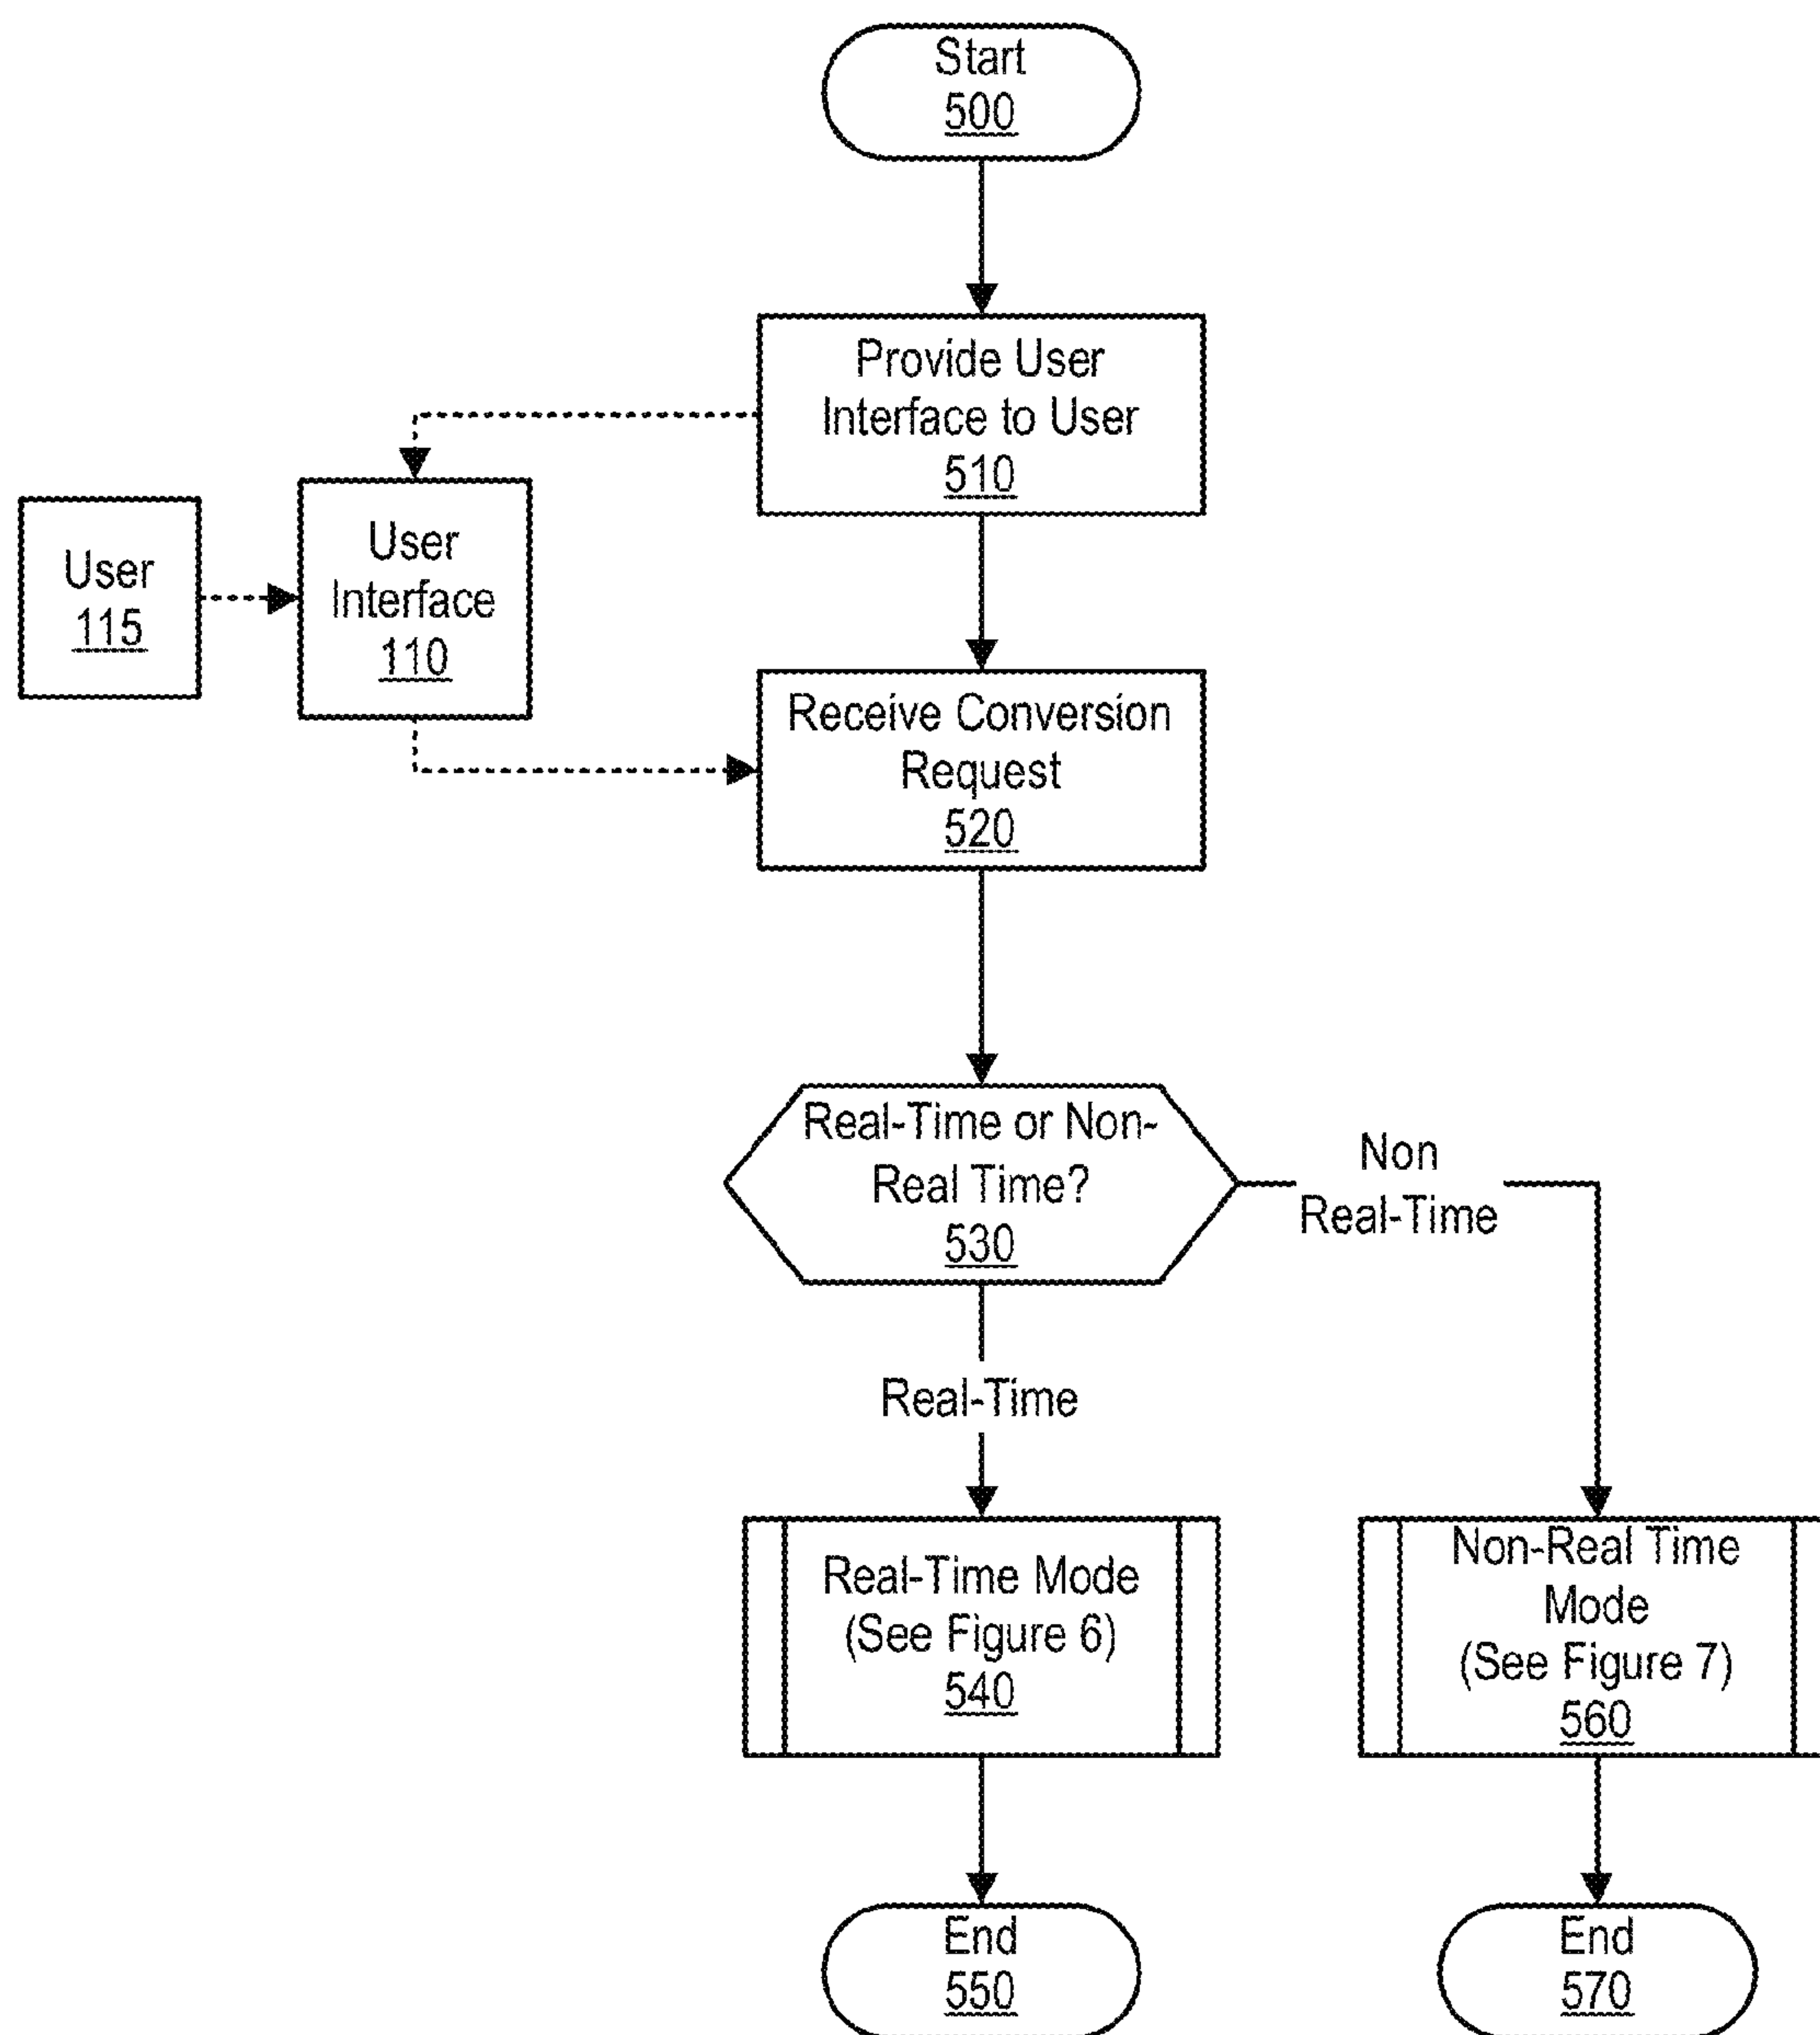 Start
500
Provide User
Interface to User
510
User
115
User
Interface
110
Receive Conversion
Request
520
Real-Time or Non-
Real Time?
530
Non
Real-Time
Real-Time
Real-Time Mode
(See Figure 6)
540
Non-Real Time
Mode
(See Figure 7)
560
End
550
End
570